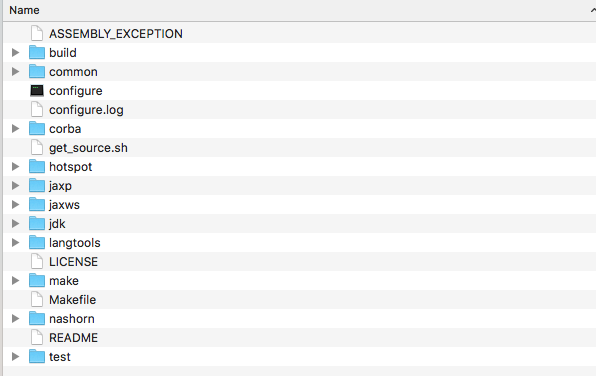 Name
ASSEMBLY_EXCEPTION
build
common
configure
configure.log
corba
get_source.sh
hotspot
jaxp
jaxws
jdk
langtools
LICENSE
make
Makefile
nashorn
README
test